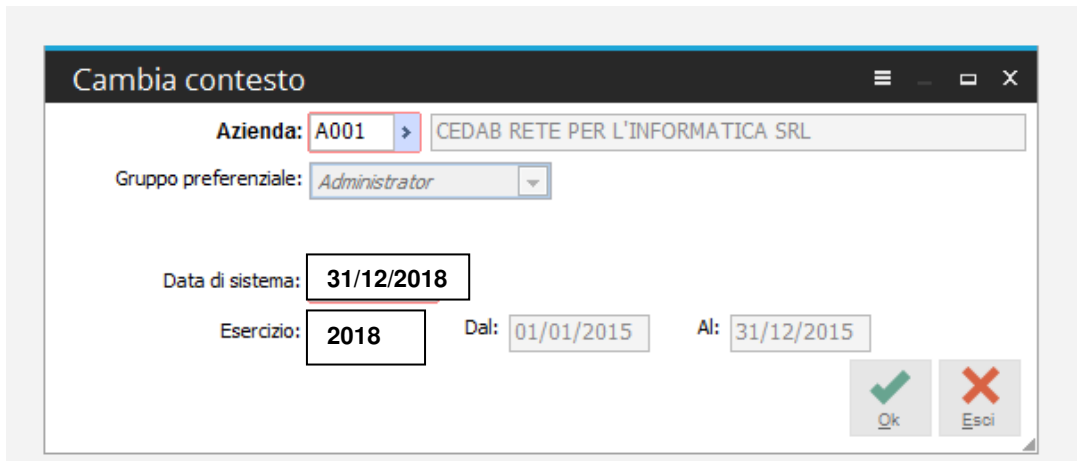 Cambia contesto
Azienda: A001 CEDAB RETE PER L'INFORMATICA SRL
Gruppo preferenziale: Administrator
Data di sistema: 31/12/2018
Esercizio: 2018 Dal: 01/01/2015 Al: 31/12/2015
Ok Esci